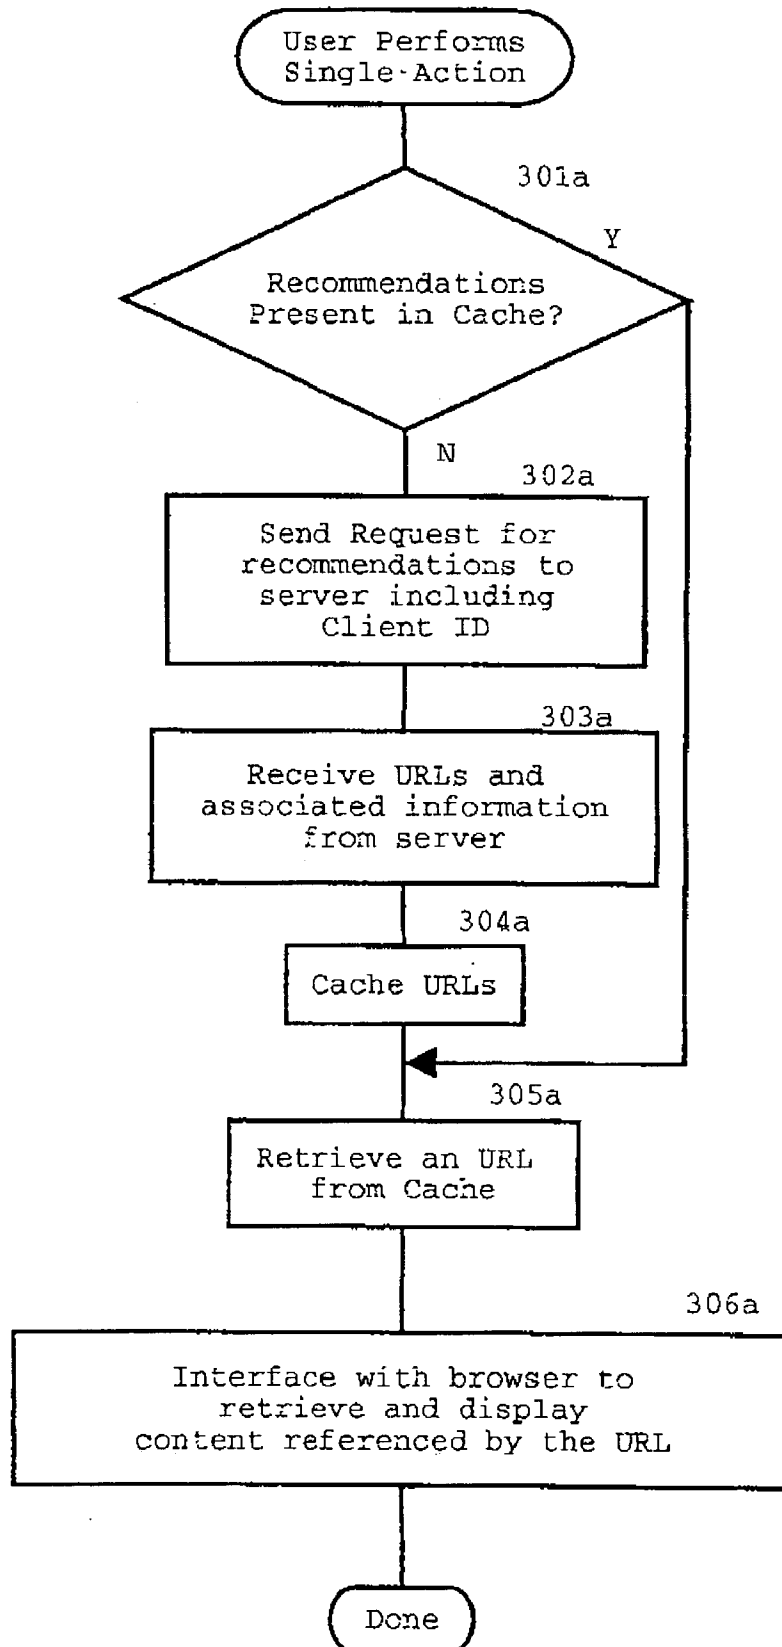 User Performs
Single-Action
301a
Y
Recommendations
Present in Cache?
N
302a
Send Request for
recommendations to
server including
Client ID
303a
Receive URLs and
associated information
from server
304a
Cache URLs
305a
Retrieve an URL
from Cache
306a
Interface with browser to
retrieve and display
content referenced by the URL
Done